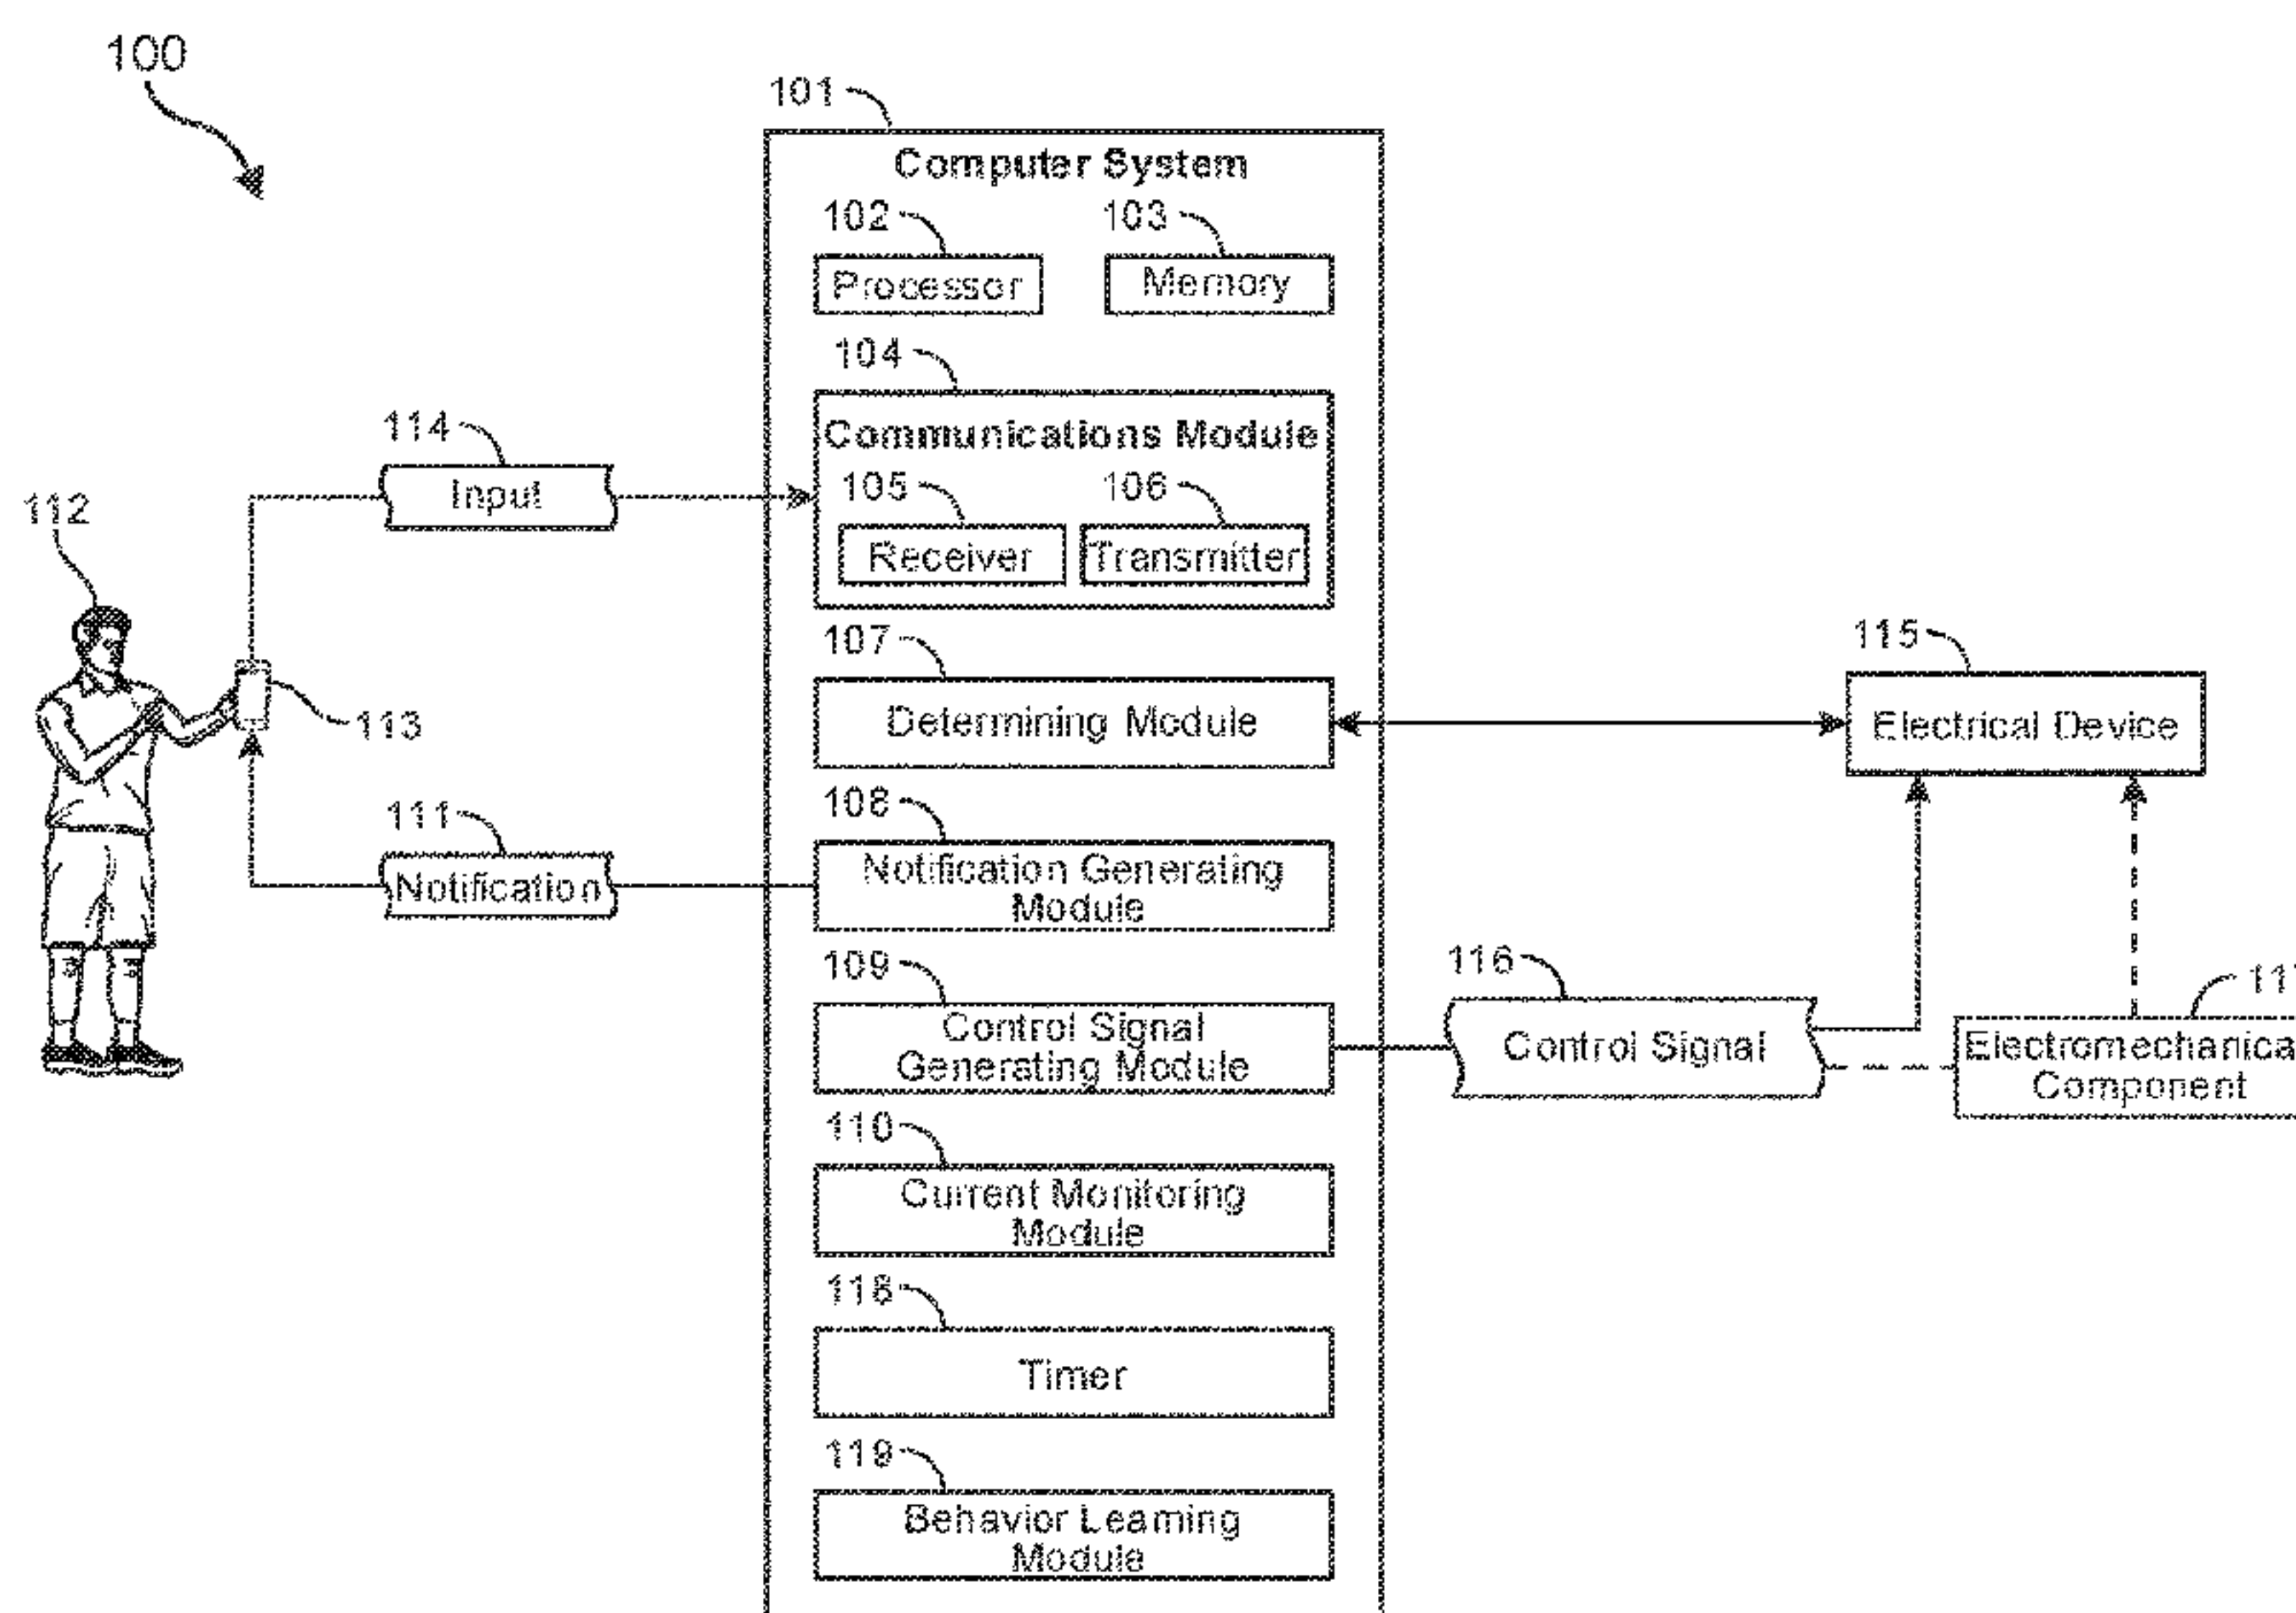 100
101
Computer System
102
103
Processor
Memory
104
Communications Module
105
106
Receiver
Transmitter
114
Input
112
113
107
Determining Module
115
Electrical Device
111
Notification
108
Notification Generating
Module
109
Control Signal
Generating Module
116
Control Signal
Component
110
Current Monitoring
Module
118
Timer
119
Behavior Learning
Module